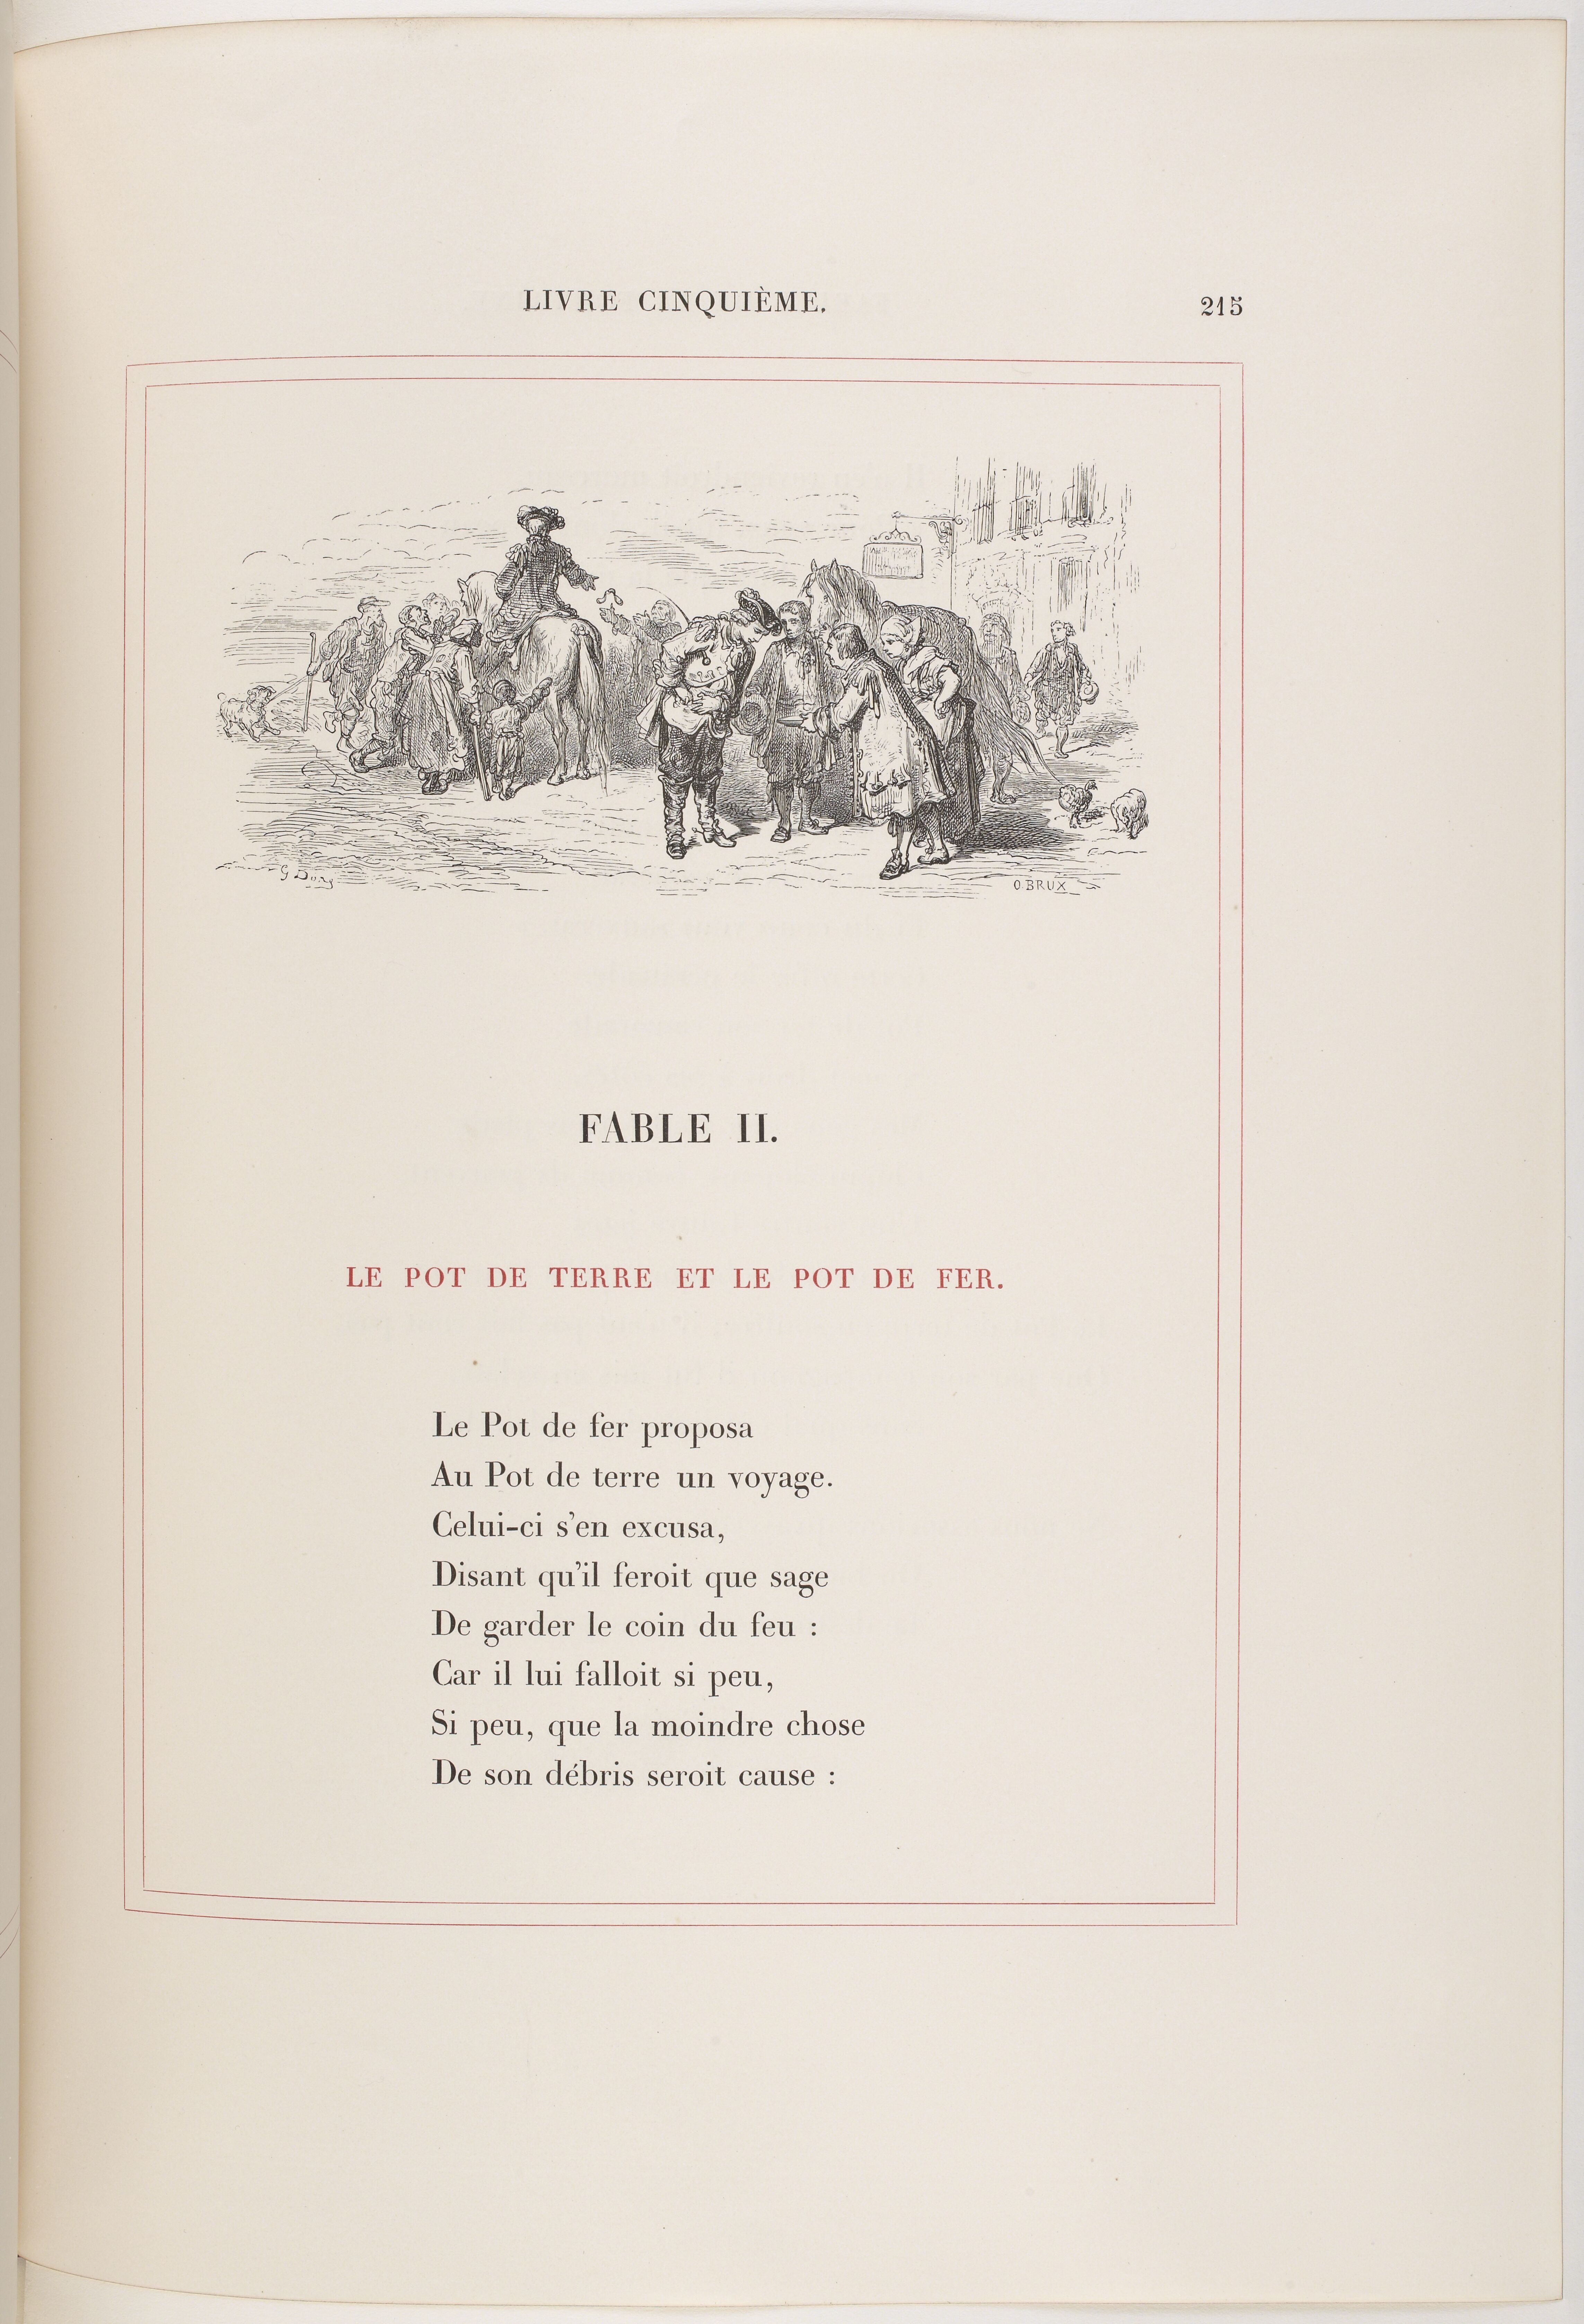 LIVRE CINQUIÈME.
215
G Doré
O.BRUX
FABLE II.
LE POT DE TERRE ET LE POT DE FER.
Le Pot de fer proposa
Au Pot de terre un voyage.
Celui-ci s'en excusa,
Disant qu'il feroit que sage
De garder le coin du feu :
Car il lui falloit si peu,
Si peu, que la moindre chose
De son débris seroit cause :